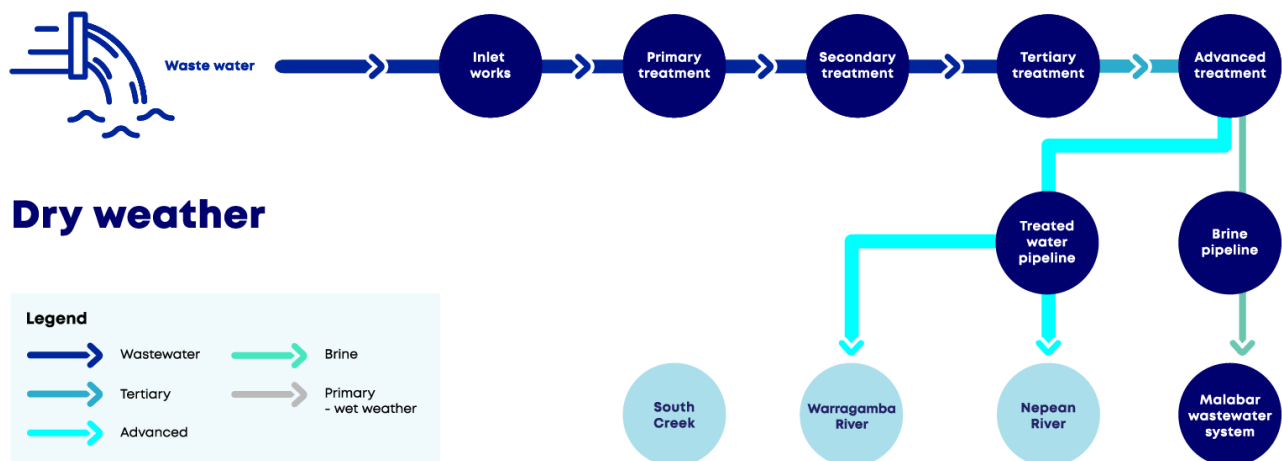 Waste water
Inlet
works
Primary
treatment
Secondary
treatment
Tertiary
treatment
Advanced
treatment
Dry weather
Treated
water
pipeline
Brine
pipeline
Legend
Wastewater
Brine
Tertiary
Primary
- wet weather
Advanced
South
Creek
Warragamba
River
Nepean
River
Malabar
wastewater
system